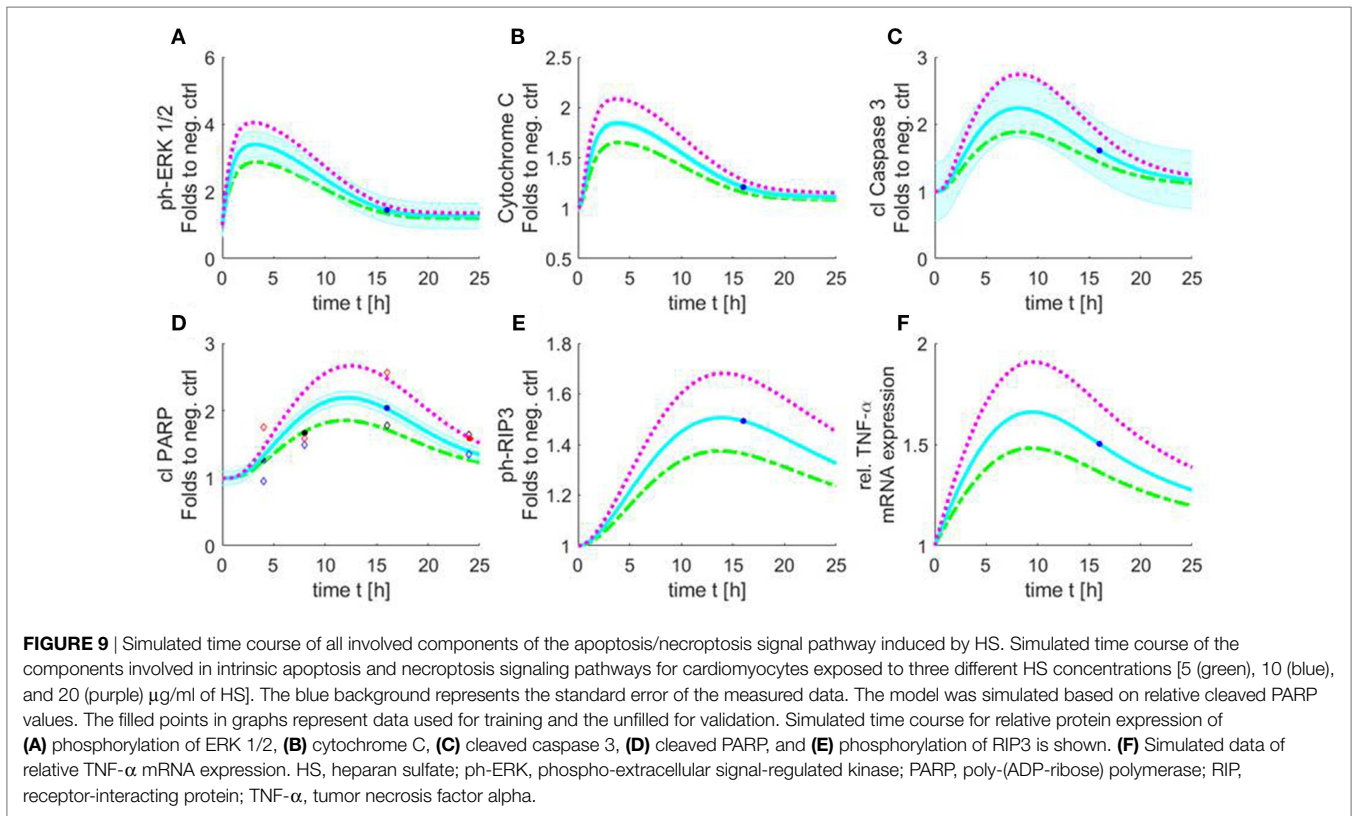 A
6
4
2
0
ph-ERK 1/2
Folds to neg. ctrl
0 5 10 15 20 25
time t [h]
B
2.5
2
1.5
1
0.5
Cytochrome C
Folds to neg. ctrl
0 5 10 15 20 25
time t [h]
C
3
2
1
0
cl Caspase 3
Folds to neg. ctrl
0 5 10 15 20 25
time t [h]
D
3
2
1
0
cl PARP
Folds to neg. ctrl
0 5 10 15 20 25
time t [h]
E
1.8
1.6
1.4
1.2
1
ph-RIP3
Folds to neg. ctrl
0 5 10 15 20 25
time t [h]
F
2
1.5
1
rel. TNF-α
mRNA expression
0 5 10 15 20 25
time t [h]
FIGURE 9 | Simulated time course of all involved components of the apoptosis/necroptosis signal pathway induced by HS. Simulated time course of the
components involved in intrinsic apoptosis and necroptosis signaling pathways for cardiomyocytes exposed to three different HS concentrations [5 (green), 10 (blue),
and 20 (purple) μg/ml of HS]. The blue background represents the standard error of the measured data. The model was simulated based on relative cleaved PARP
values. The filled points in graphs represent data used for training and the unfilled for validation. Simulated time course for relative protein expression of
(A) phosphorylation of ERK 1/2, (B) cytochrome C, (C) cleaved caspase 3, (D) cleaved PARP, and (E) phosphorylation of RIP3 is shown. (F) Simulated data of
relative TNF-α mRNA expression. HS, heparan sulfate; ph-ERK, phospho-extracellular signal-regulated kinase; PARP, poly-(ADP-ribose) polymerase; RIP,
receptor-interacting protein; TNF-α, tumor necrosis factor alpha.